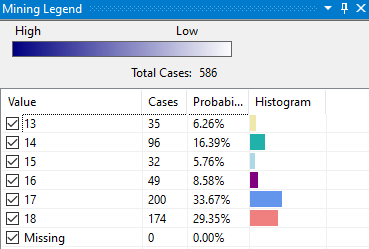 Mining Legend
High Low
Total Cases: 586
Value Cases Probabi... Histogram
13 35 6.26%
14 96 16.39%
15 32 5.76%
16 49 8.58%
17 200 33.67%
18 174 29.35%
Missing 0 0.00%